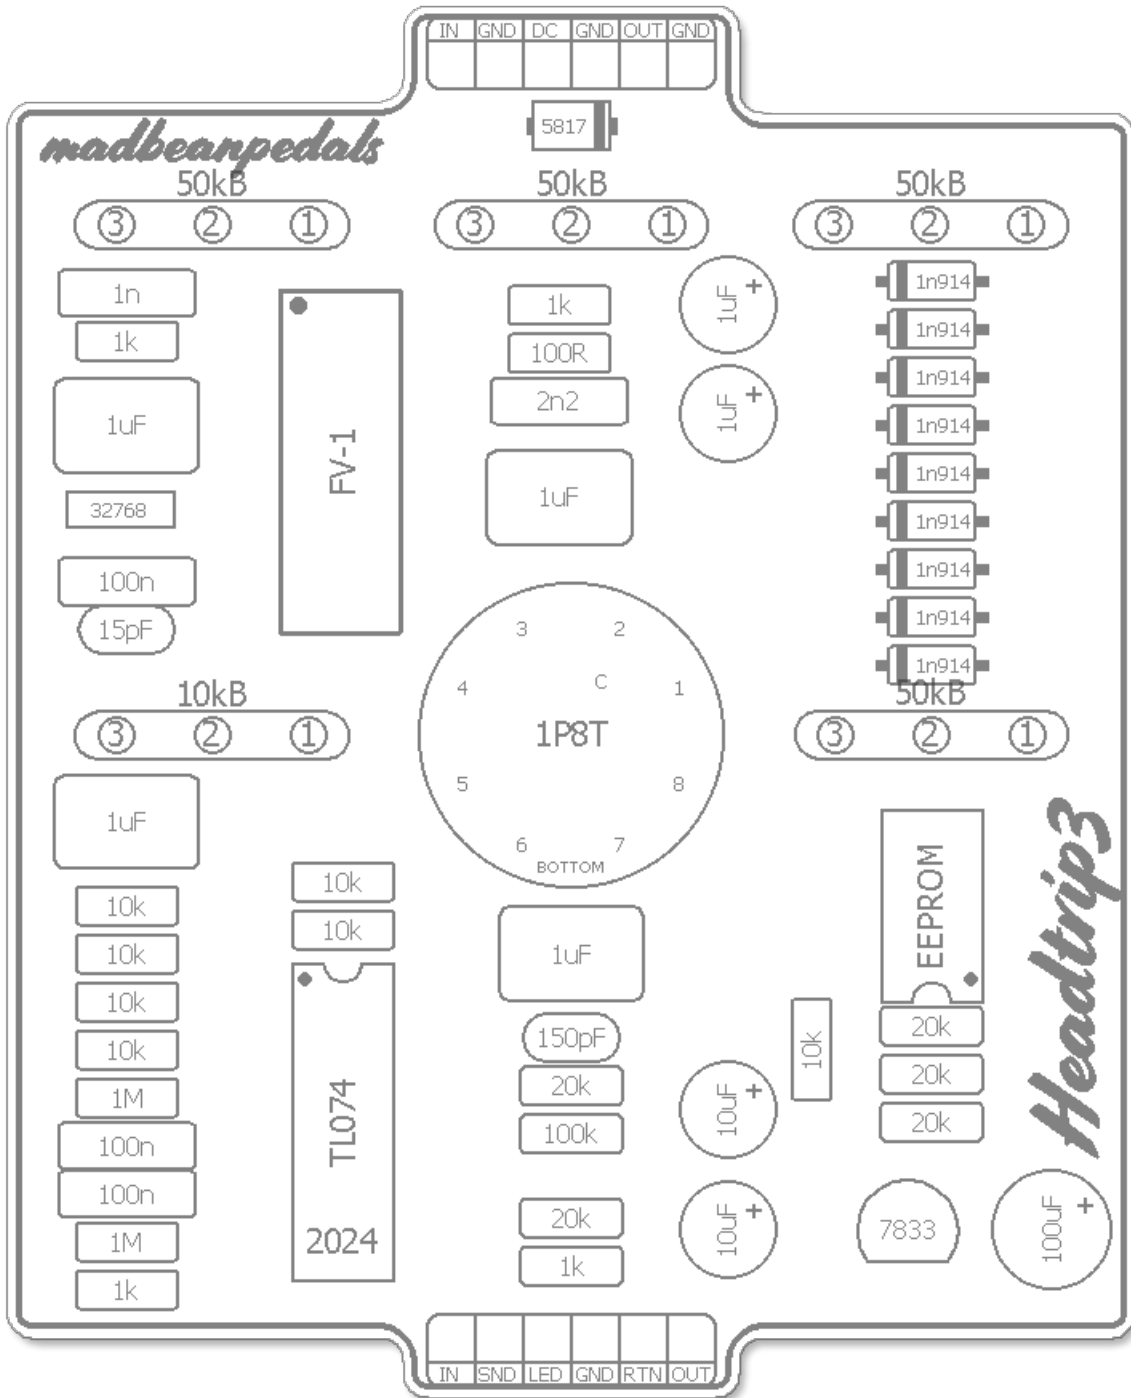 IN GND DC GND OUT GND
5817
madbeanpedals
50kB
50kB
50kB
3 2 1
3 2 1
3 2 1
1n
1k
1uF
32768
100n
15pF
FV-1
1k
100R
2n2
1uF
1uF +
1uF +
1n914
1n914
1n914
1n914
1n914
1n914
1n914
1n914
1n914
10kB
3 2 1
3 2
4 C 1
1P8T
5 8
6 7
BOTTOM
50kB
3 2 1
1uF
10k
10k
10k
10k
1M
100n
100n
1M
1k
10k
10k
TL074
2024
1uF
150pF
20k
100k
20k
1k
10uF +
10uF +
10k
EEPROM
20k
20k
20k
7833
100uF +
Headtrip3
IN SND LED GND RTN OUT